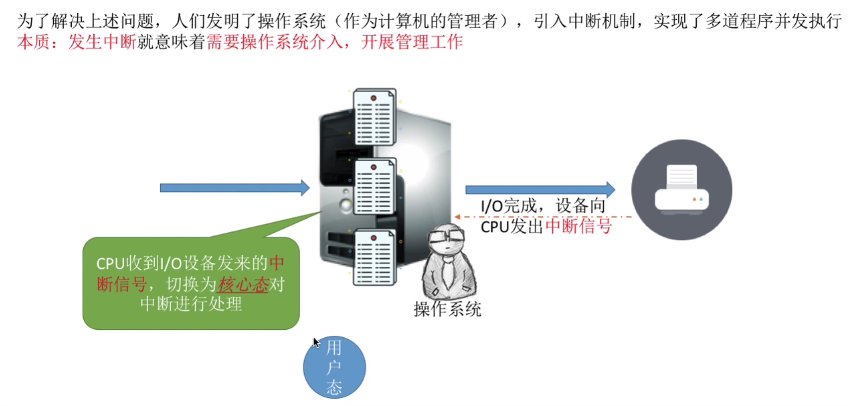 为了解决上述问题，人们发明了操作系统（作为计算机的管理者），引入中断机制，实现了多道程序并发执行
本质：发生中断就意味着需要操作系统介入，开展管理工作
I/O完成，设备向
CPU发出中断信号
CPU收到I/O设备发来的中
断信号，切换为核心态对
中断进行处理
操作系统
用
户
态